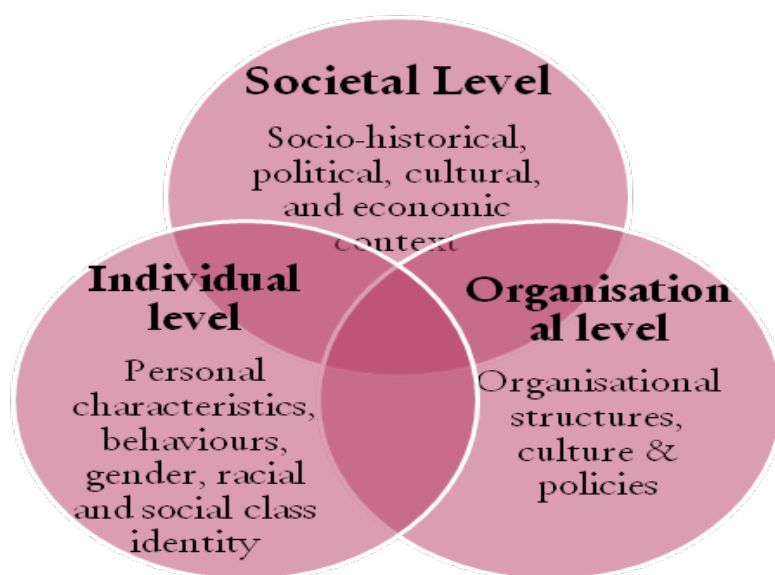 Societal Level
Socio-historical,
political, cultural,
and economic
context
Individual
level
Personal
characteristics,
behaviours,
gender, racial
and social class
identity
Organisation
al level
Organisational
structures,
culture &
policies